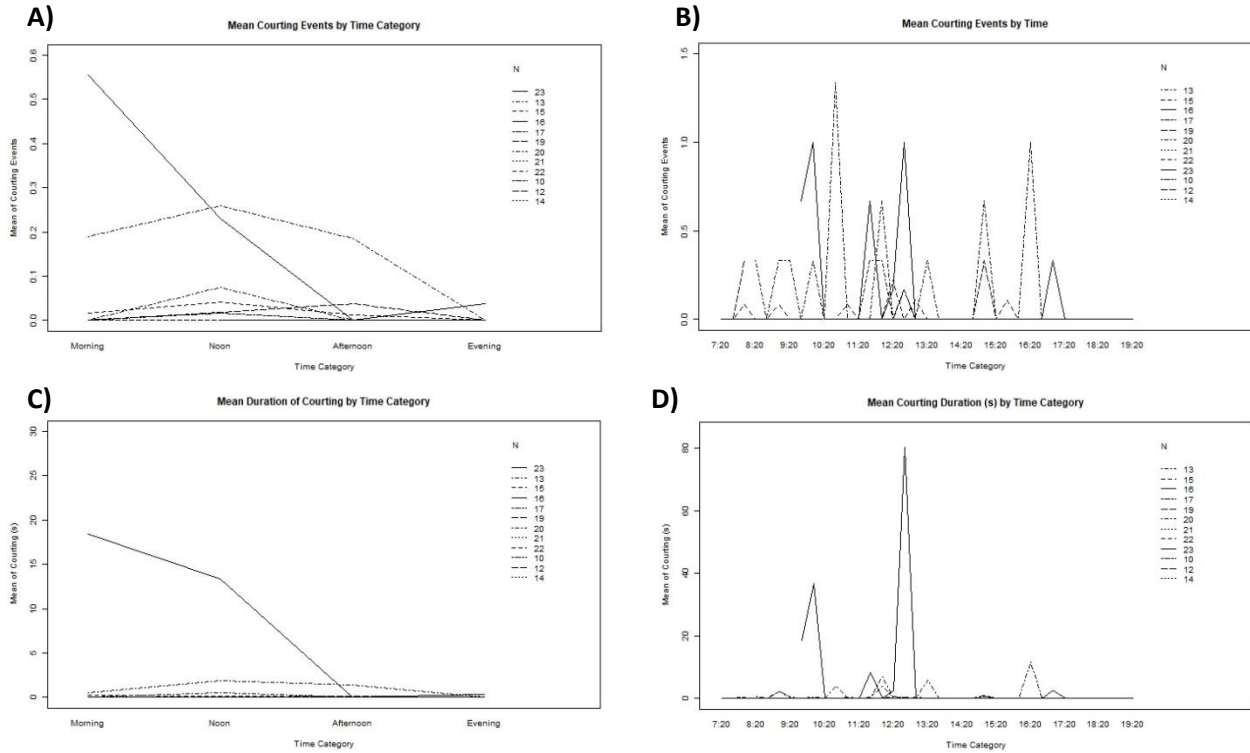 A)
Mean Courting Events by Time Category
Mean of Courting Events
0.6
0.5
0.4
0.3
0.2
0.1
0.0
Morning Noon Afternoon Evening
Time Category
N
23
13
15
16
17
19
20
21
22
10
12
14
B)
Mean Courting Events by Time
Mean of Courting Events
1.5
1.0
0.5
0.0
7:20 8:20 9:20 10:20 11:20 12:20 13:20 14:20 15:20 16:20 17:20 18:20 19:20
Time Category
N
13
15
16
17
19
20
21
22
23
10
12
14
C)
Mean Duration of Courting by Time Category
Mean of Courting (s)
30
25
20
15
10
5
0
Morning Noon Afternoon Evening
Time Category
N
23
13
15
16
17
19
20
21
22
10
12
14
D)
Mean Courting Duration (s) by Time Category
Mean of Courting (s)
80
60
40
20
0
7:20 8:20 9:20 10:20 11:20 12:20 13:20 14:20 15:20 16:20 17:20 18:20 19:20
Time Category
N
13
15
16
17
19
20
21
22
23
10
12
14